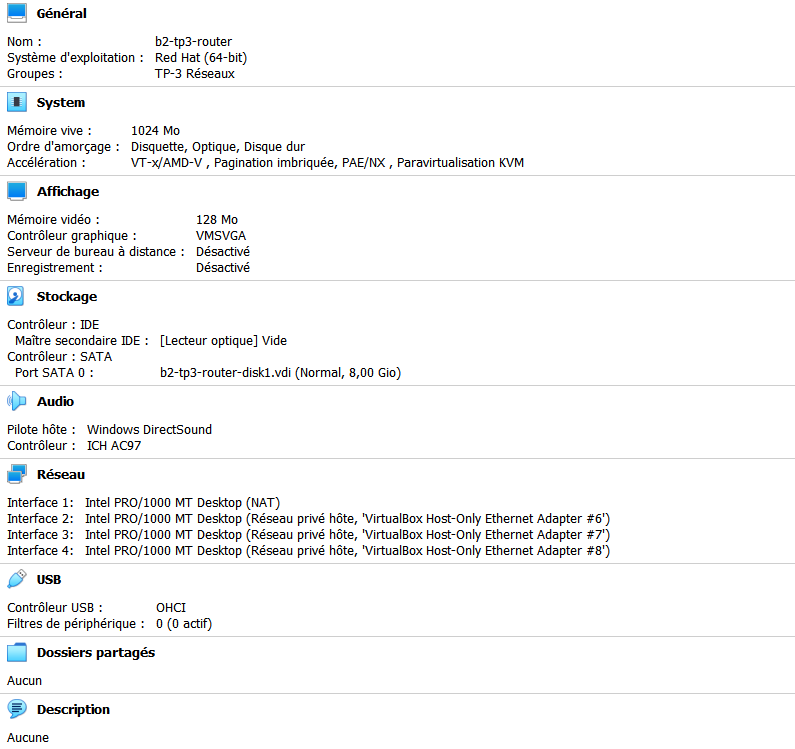 Général
Nom : b2-tp3-router
Système d'exploitation : Red Hat (64-bit)
Groupes : TP-3 Réseaux
System
Mémoire vive : 1024 Mo
Ordre d'amorçage : Disquette, Optique, Disque dur
Accélération : VT-x/AMD-V , Pagination imbriquée, PAE/NX , Paravirtualisation KVM
Affichage
Mémoire vidéo : 128 Mo
Contrôleur graphique : VMSVGA
Serveur de bureau à distance : Désactivé
Enregistrement : Désactivé
Stockage
Contrôleur : IDE
Maître secondaire IDE : [Lecteur optique] Vide
Contrôleur : SATA
Port SATA 0 : b2-tp3-router-disk1.vdi (Normal, 8,00 Gio)
Audio
Pilote hôte : Windows DirectSound
Contrôleur : ICH AC97
Réseau
Interface 1: Intel PRO/1000 MT Desktop (NAT)
Interface 2: Intel PRO/1000 MT Desktop (Réseau privé hôte, 'VirtualBox Host-Only Ethernet Adapter #6')
Interface 3: Intel PRO/1000 MT Desktop (Réseau privé hôte, 'VirtualBox Host-Only Ethernet Adapter #7')
Interface 4: Intel PRO/1000 MT Desktop (Réseau privé hôte, 'VirtualBox Host-Only Ethernet Adapter #8')
USB
Contrôleur USB : OHCI
Filtres de périphérique : 0 (0 actif)
Dossiers partagés
Aucun
Description
Aucune